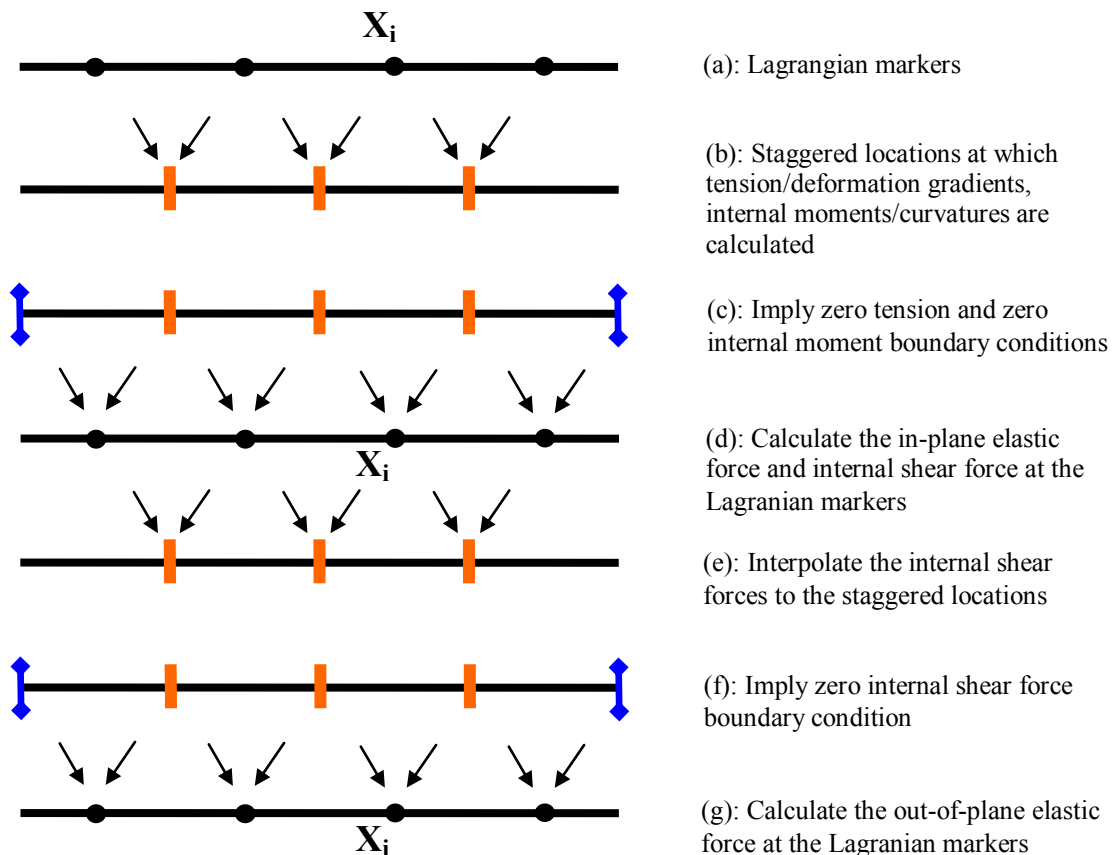 X_i
(a): Lagrangian markers
(b): Staggered locations at which
tension/deformation gradients,
internal moments/curvatures are
calculated
(c): Imply zero tension and zero
internal moment boundary conditions
(d): Calculate the in-plane elastic
force and internal shear force at the
Lagranian markers
X_i
(e): Interpolate the internal shear
forces to the staggered locations
(f): Imply zero internal shear force
boundary condition
(g): Calculate the out-of-plane elastic
force at the Lagranian markers
X_i